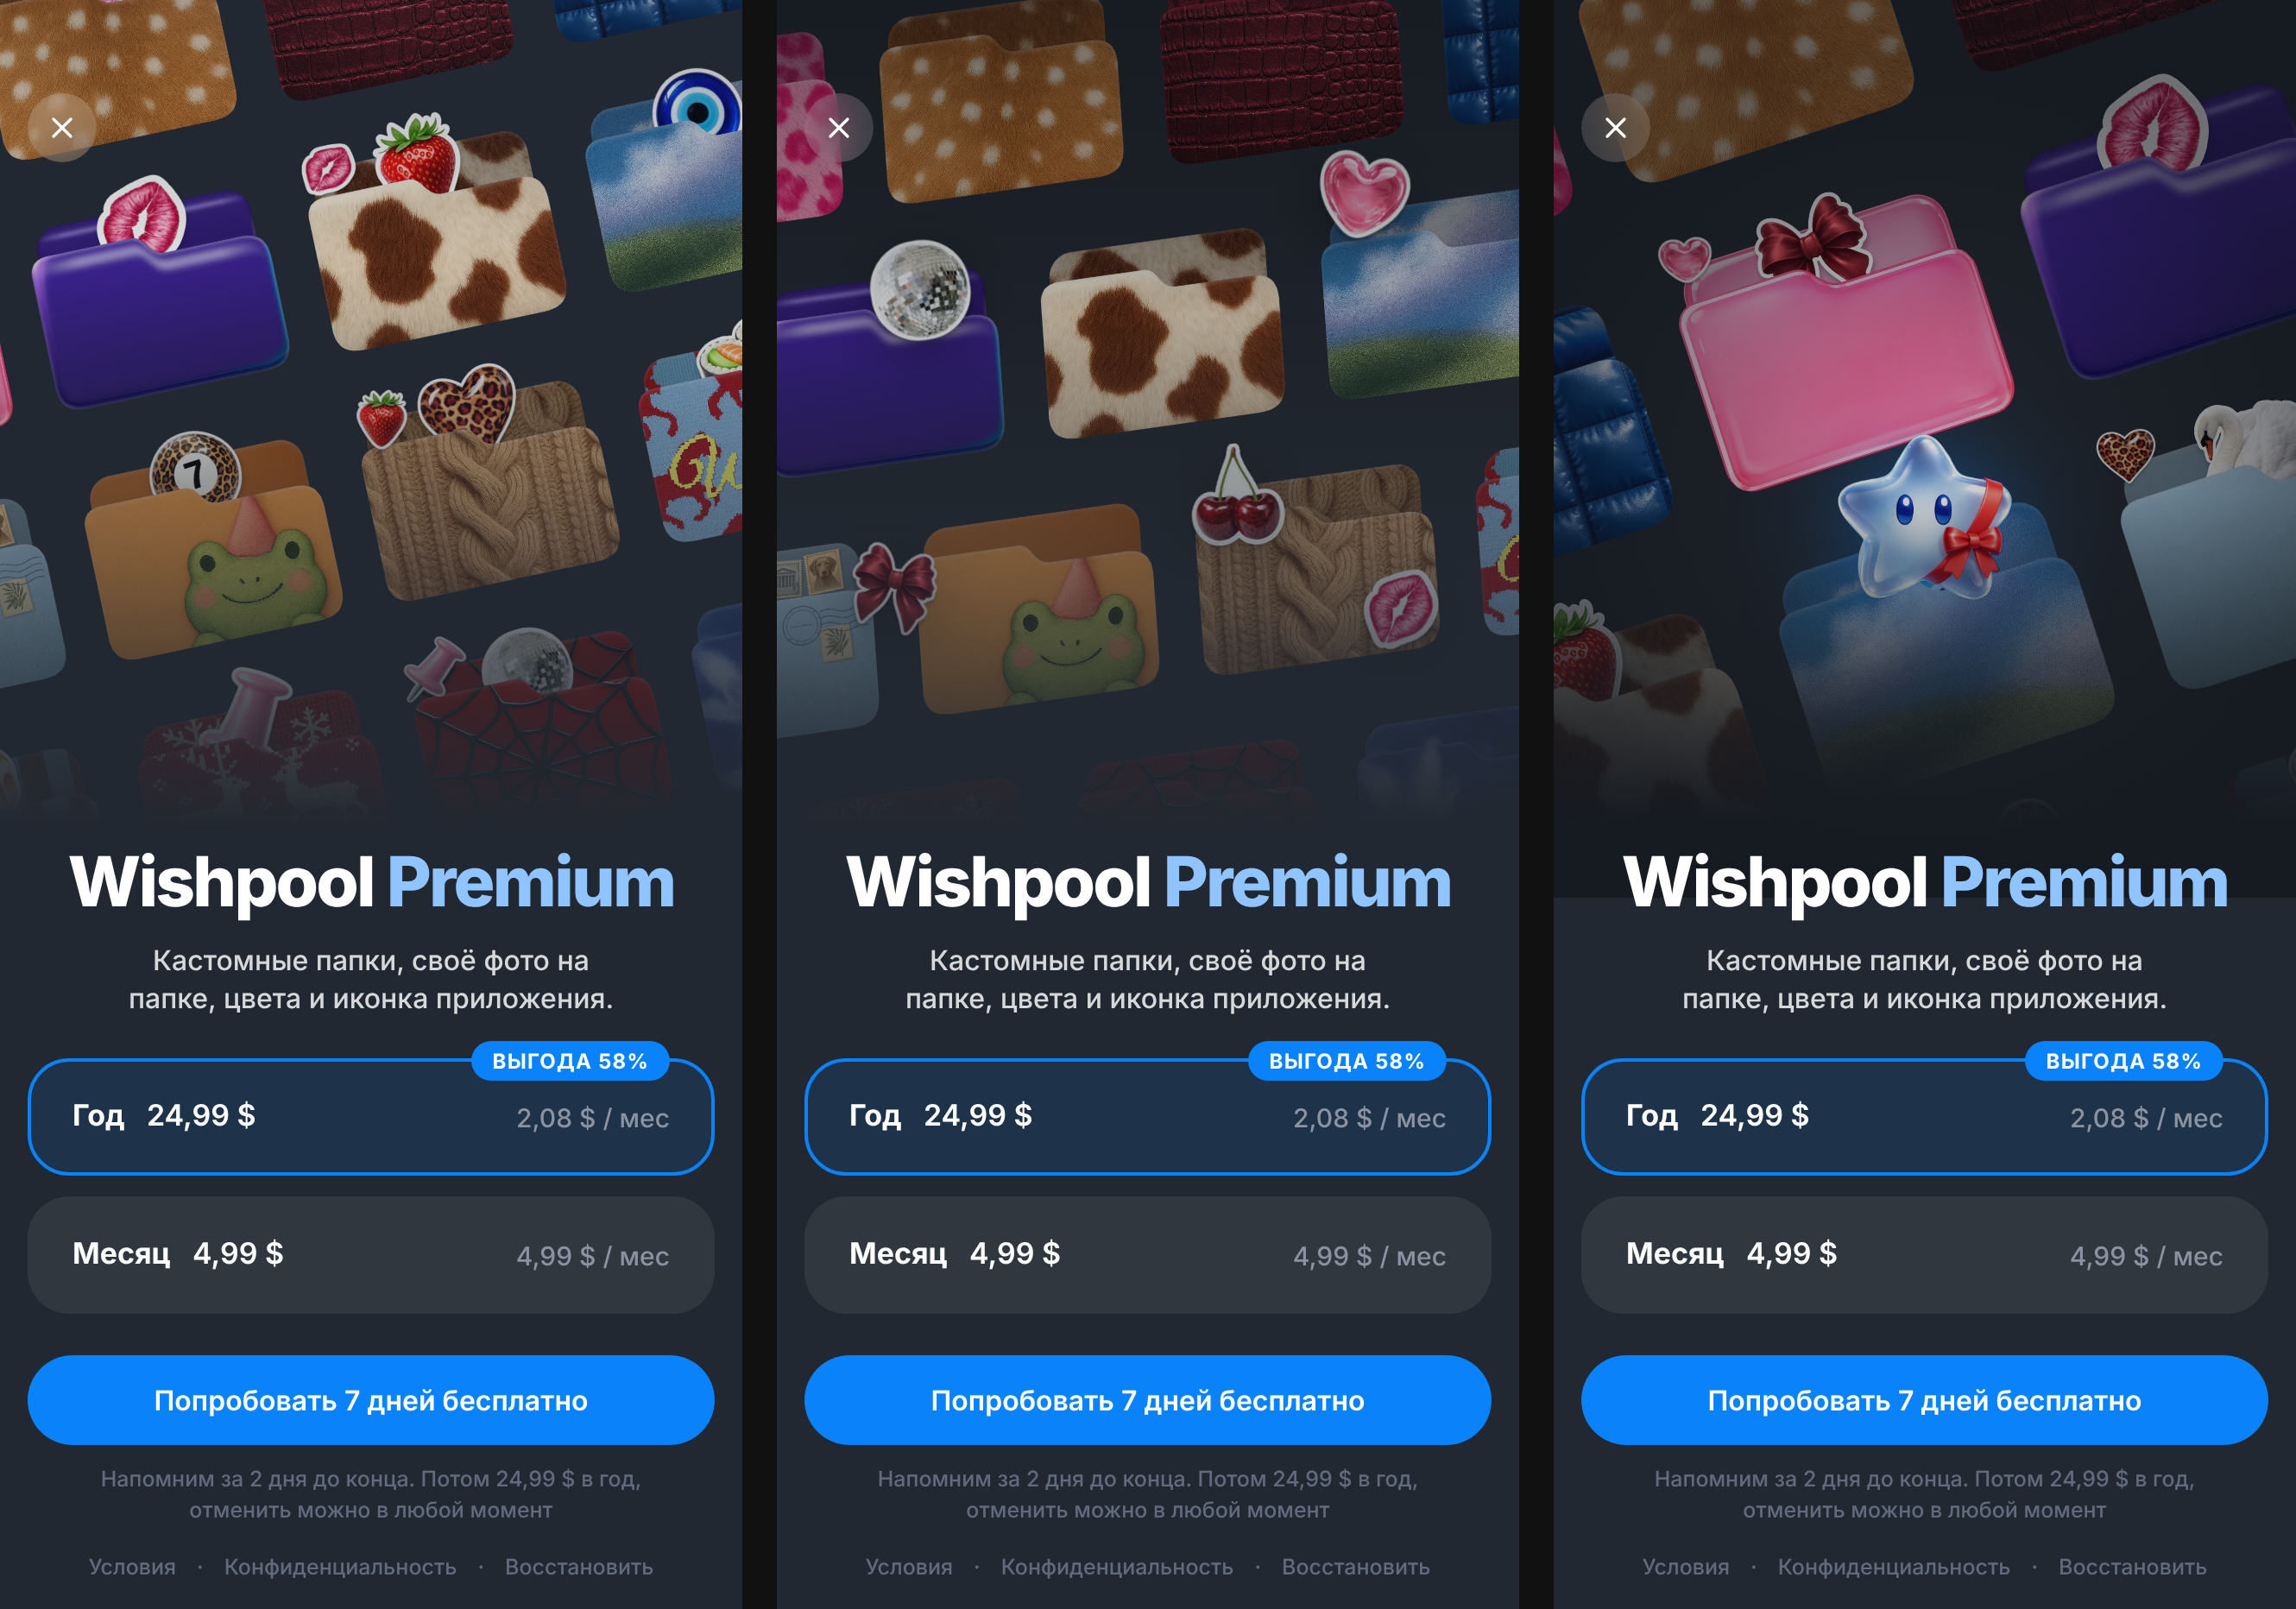 7
Wishpool Premium
Кастомные папки, своё фото на
папке, цвета и иконка приложения.
ВЫГОДА 58%
Год 24,99 $ 2,08 $ / мес
Месяц 4,99 $ 4,99 $ / мес
Попробовать 7 дней бесплатно
Напомним за 2 дня до конца. Потом 24,99 $ в год,
отменить можно в любой момент
Условия · Конфиденциальность · Восстановить
Wishpool Premium
Кастомные папки, своё фото на
папке, цвета и иконка приложения.
ВЫГОДА 58%
Год 24,99 $ 2,08 $ / мес
Месяц 4,99 $ 4,99 $ / мес
Попробовать 7 дней бесплатно
Напомним за 2 дня до конца. Потом 24,99 $ в год,
отменить можно в любой момент
Условия · Конфиденциальность · Восстановить
Wishpool Premium
Кастомные папки, своё фото на
папке, цвета и иконка приложения.
ВЫГОДА 58%
Год 24,99 $ 2,08 $ / мес
Месяц 4,99 $ 4,99 $ / мес
Попробовать 7 дней бесплатно
Напомним за 2 дня до конца. Потом 24,99 $ в год,
отменить можно в любой момент
Условия · Конфиденциальность · Восстановить